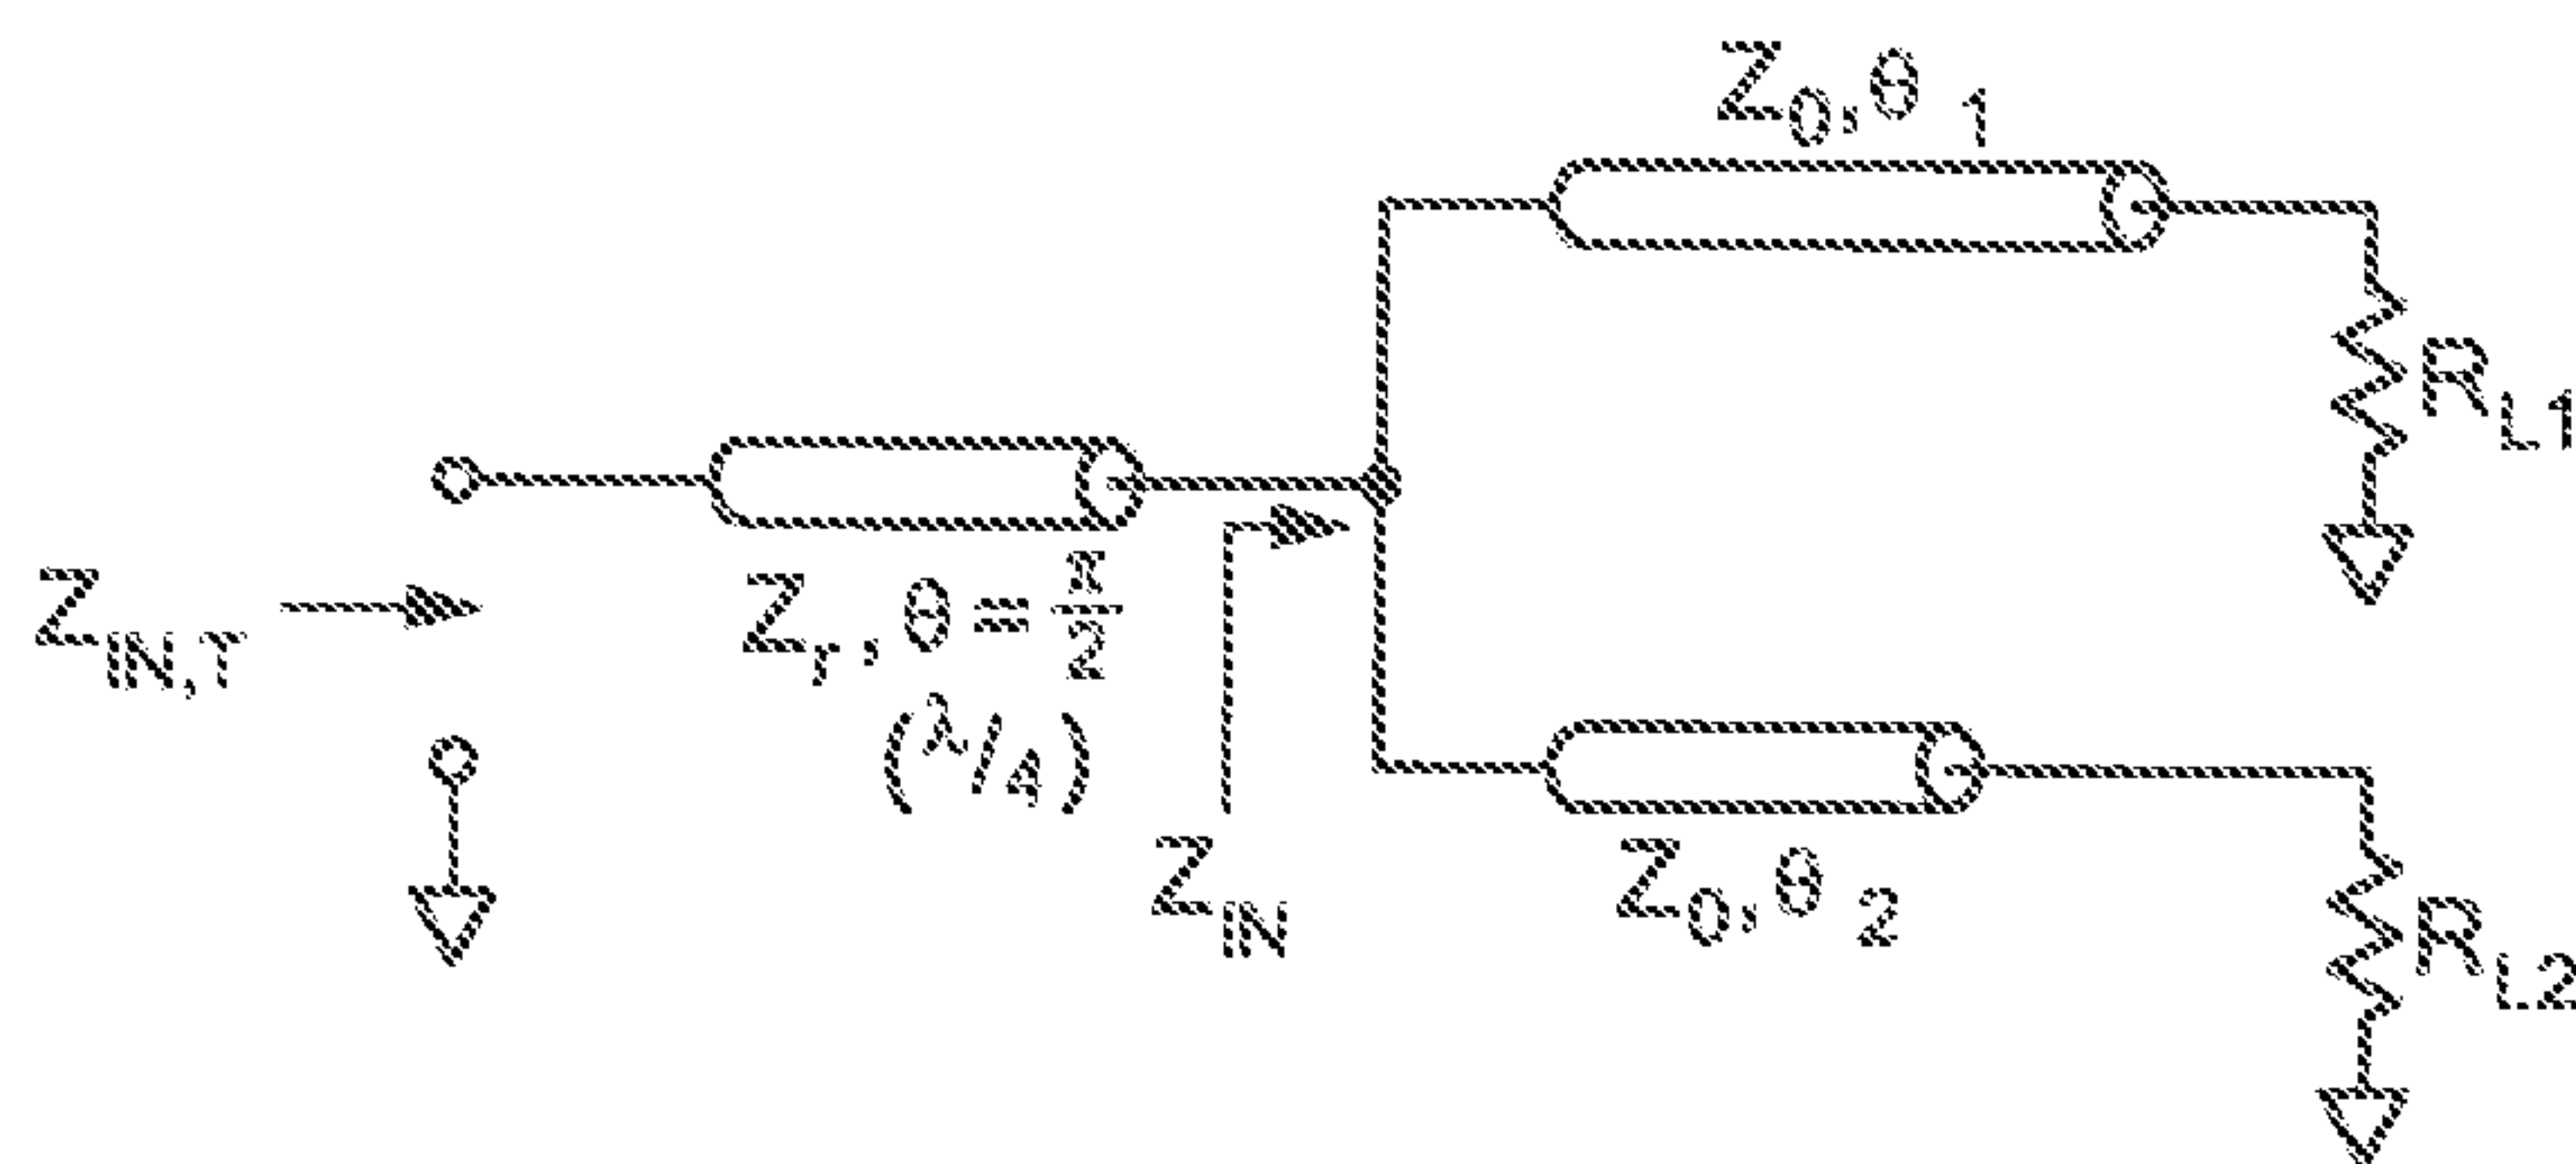 Z0,θ 1
RL1
ZIN,T
ZT, θ = π/2
(λ/4)
ZIN
Z0,θ 2
RL2